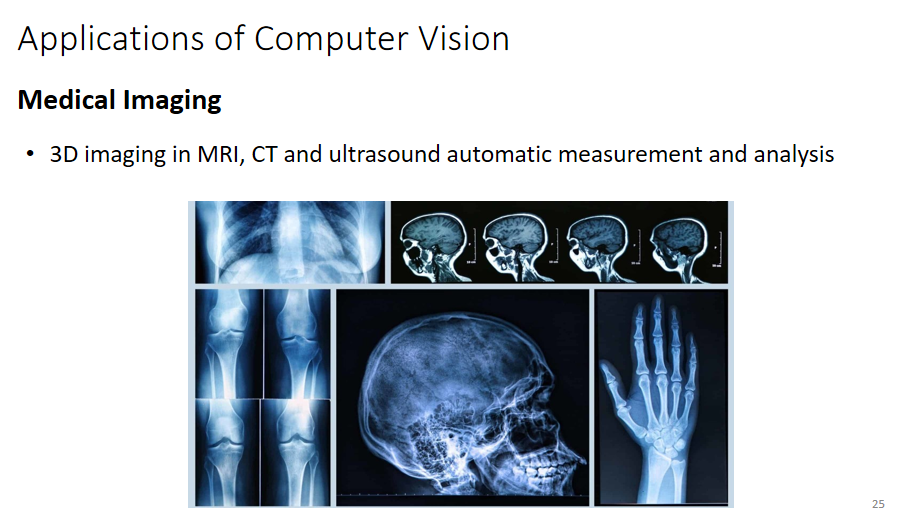 Applications of Computer Vision
Medical Imaging
• 3D imaging in MRI, CT and ultrasound automatic measurement and analysis
25